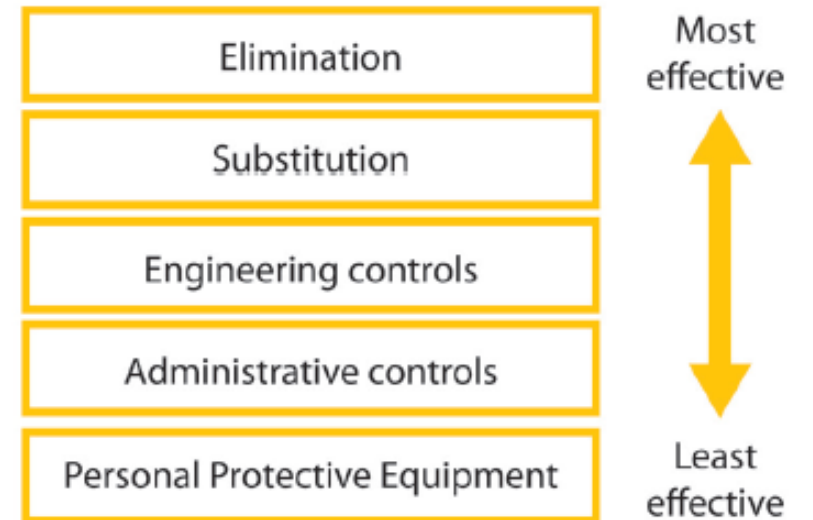 Elimination
Most
effective
Substitution
Engineering controls
Administrative controls
Personal Protective Equipment
Least
effective